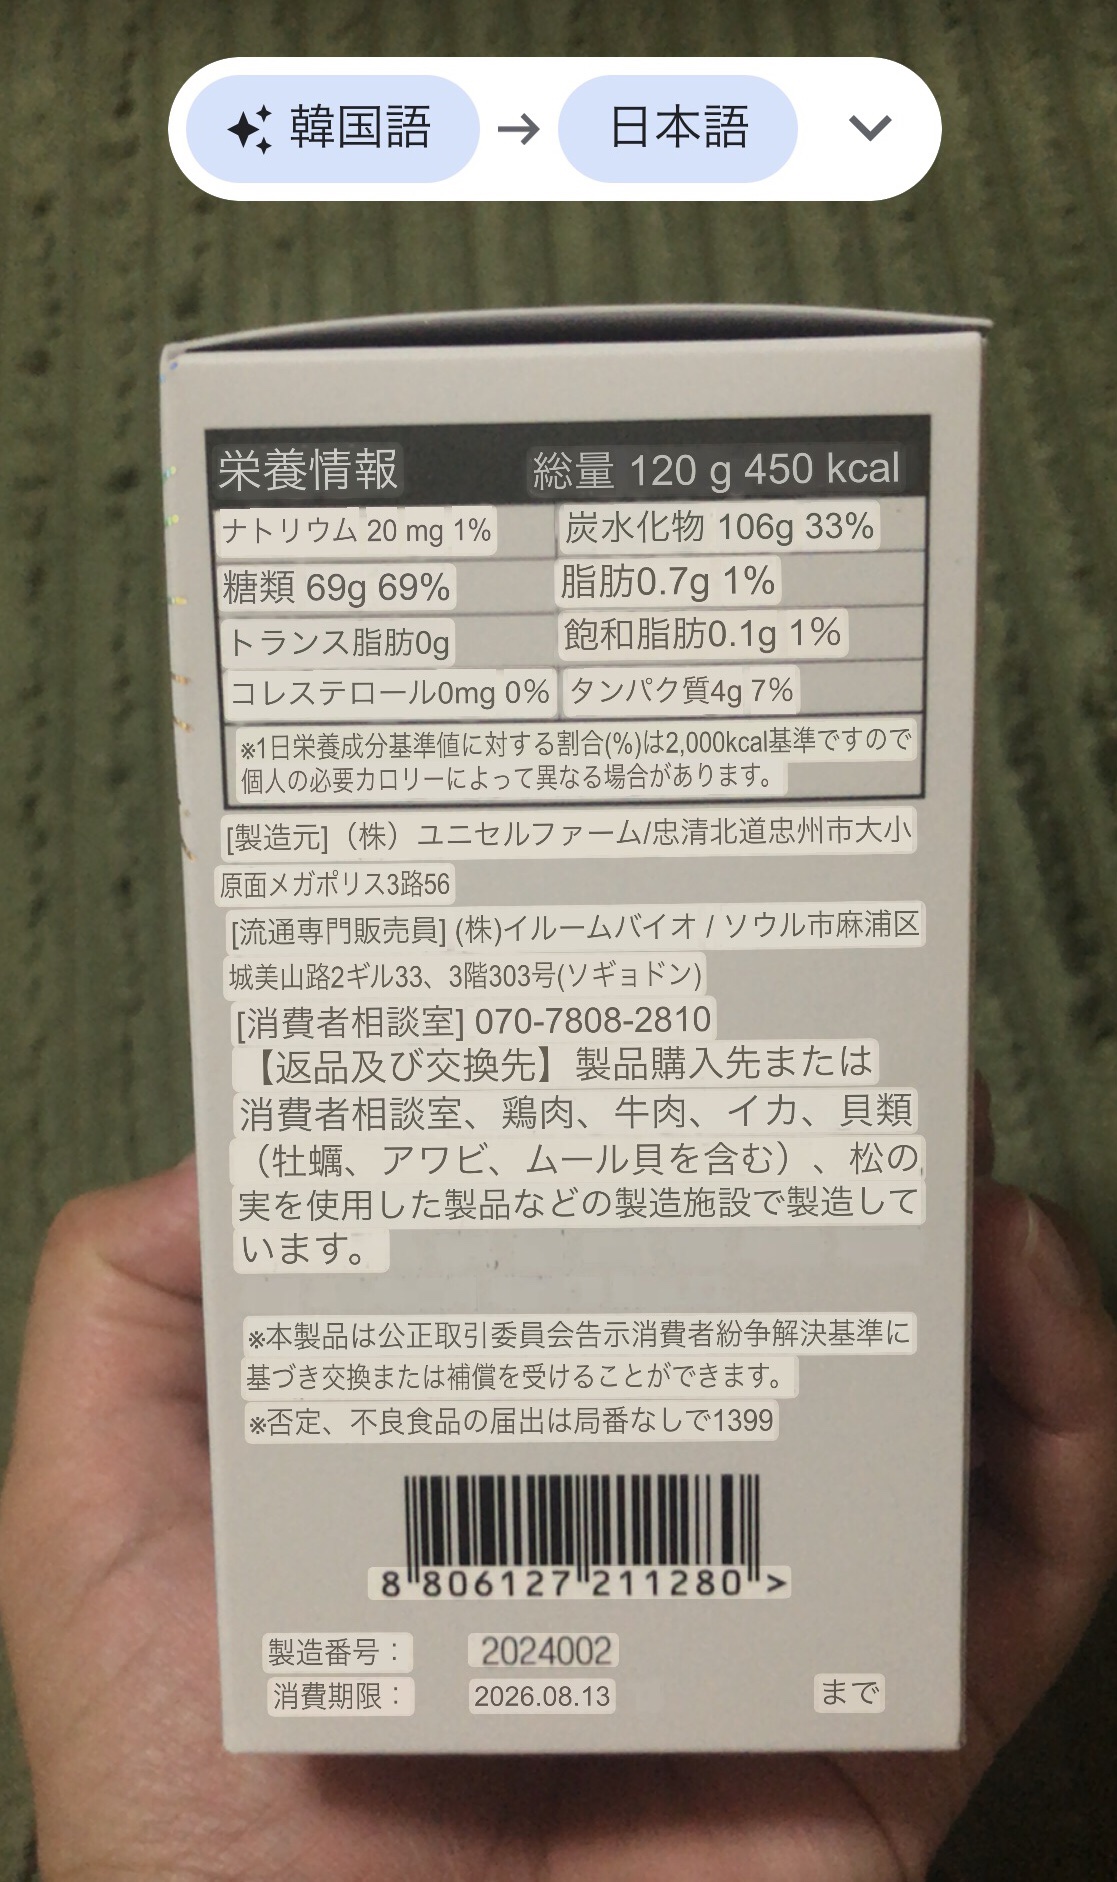 韓国語 → 日本語
栄養情報 総量 120 g 450 kcal
ナトリウム 20 mg 1% 炭水化物 106g 33%
糖類 69g 69% 脂肪0.7g 1%
トランス脂肪0g 飽和脂肪0.1g 1%
コレステロール0mg 0% タンパク質4g 7%
※1日栄養成分基準値に対する割合(%)は2,000kcal基準ですので
個人の必要カロリーによって異なる場合があります。
[製造元]（株）ユニセルファーム/忠清北道忠州市大小
原面メガポリス3路56
[流通専門販売員] (株)イルームバイオ / ソウル市麻浦区
城美山路2ギル33、3階303号(ソギョドン)
[消費者相談室] 070-7808-2810
【返品及び交換先】製品購入先または
消費者相談室、鶏肉、牛肉、イカ、貝類
（牡蠣、アワビ、ムール貝を含む）、松の
実を使用した製品などの製造施設で製造して
います。
※本製品は公正取引委員会告示消費者紛争解決基準に
基づき交換または補償を受けることができます。
※否定、不良食品の届出は局番なしで1399
8 806127 211280 >
製造番号： 2024002
消費期限： 2026.08.13 まで